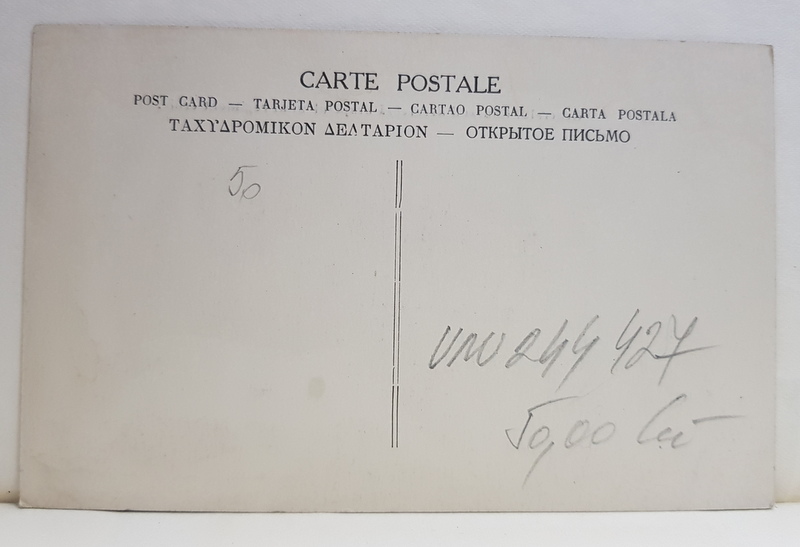 CARTE POSTALE
POST CARD — TARJETA POSTAL — CARTAO POSTAL — CARTA POSTALA
ΤΑΧΥΔΡΟΜΙΚΟΝ ΔΕΛΤΑΡΙΟΝ — ОТКРЫТОЕ ПИСЬМО
50
244 427
50,00